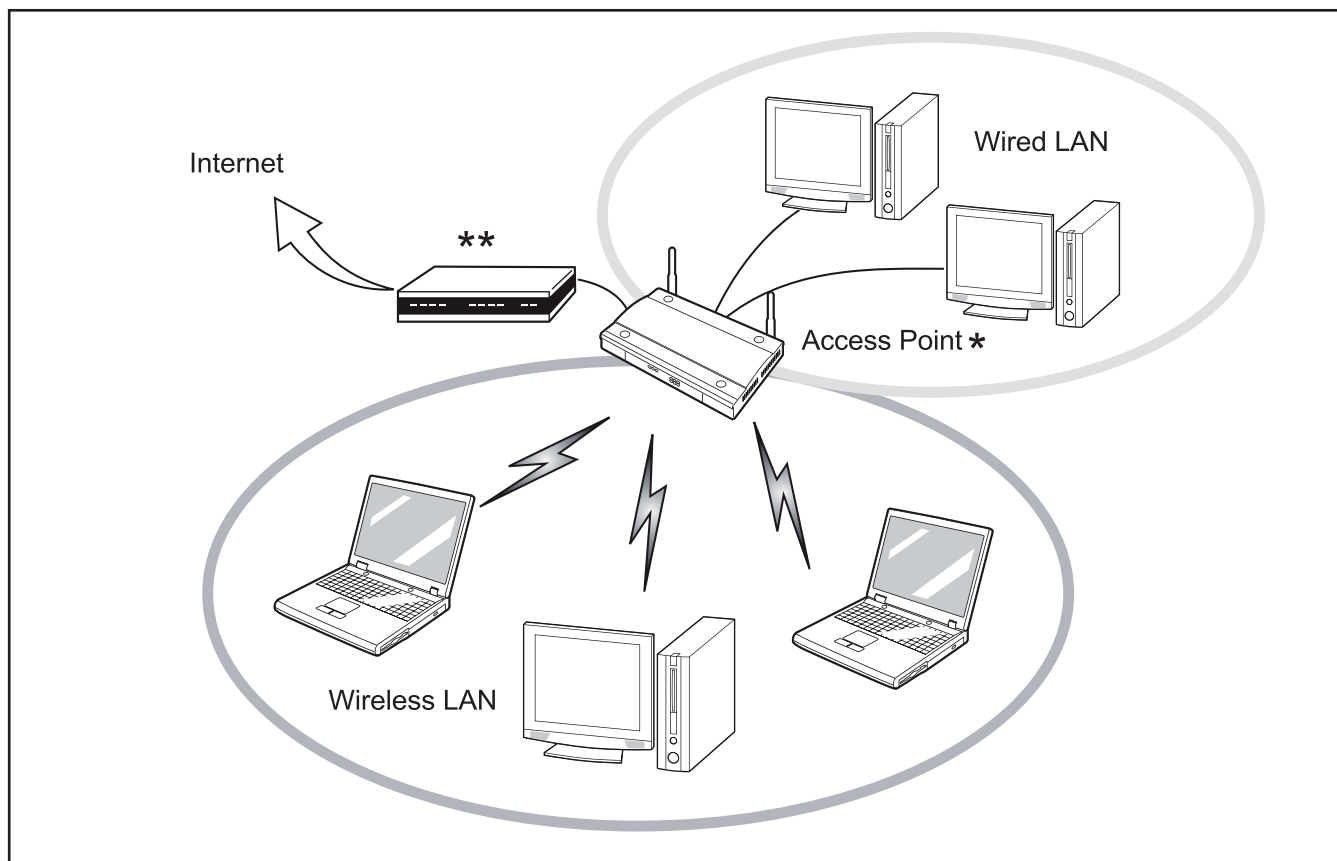 Wired LAN
Internet
**
Access Point *
Wireless LAN